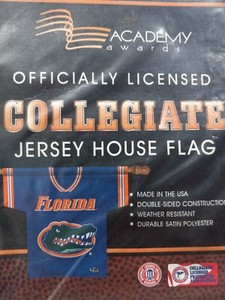 ACADEMY
awards
OFFICIALLY LICENSED
COLLEGIATE
JERSEY HOUSE FLAG
FLORIDA
• MADE IN THE USA
• DOUBLE-SIDED CONSTRUCTIO
• WEATHER RESISTANT
• DURABLE SATIN POLYESTER